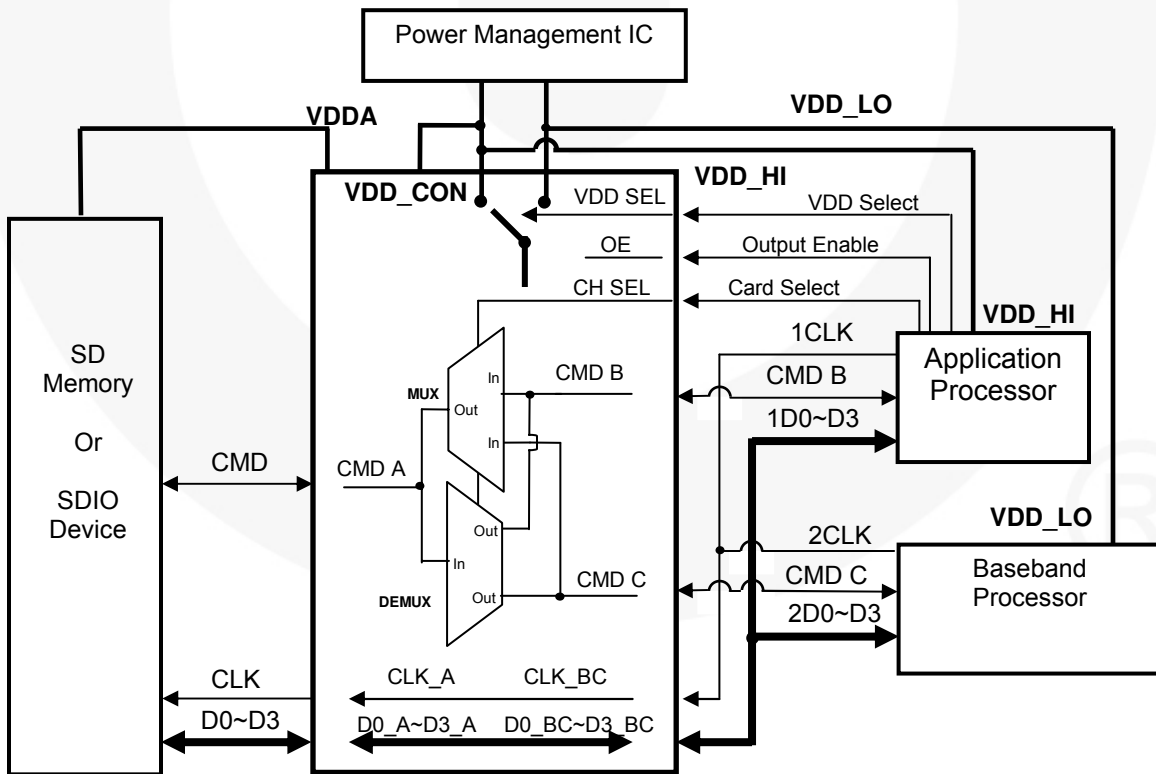 Power Management IC
VDDA
VDD_LO
VDD_CON
VDD_HI
VDD SEL
VDD Select
OE
Output Enable
CH SEL
Card Select
VDD_HI
1CLK
Application
Processor
SD
Memory
Or
SDIO
Device
In
CMD B
CMD B
MUX
Out
1D0~D3
In
CMD
CMD A
VDD_LO
Out
2CLK
In
Baseband
Processor
CMD C
CMD C
DEMUX
Out
2D0~D3
CLK
CLK_A
CLK_BC
D0~D3
D0_A~D3_A
D0_BC~D3_BC
®